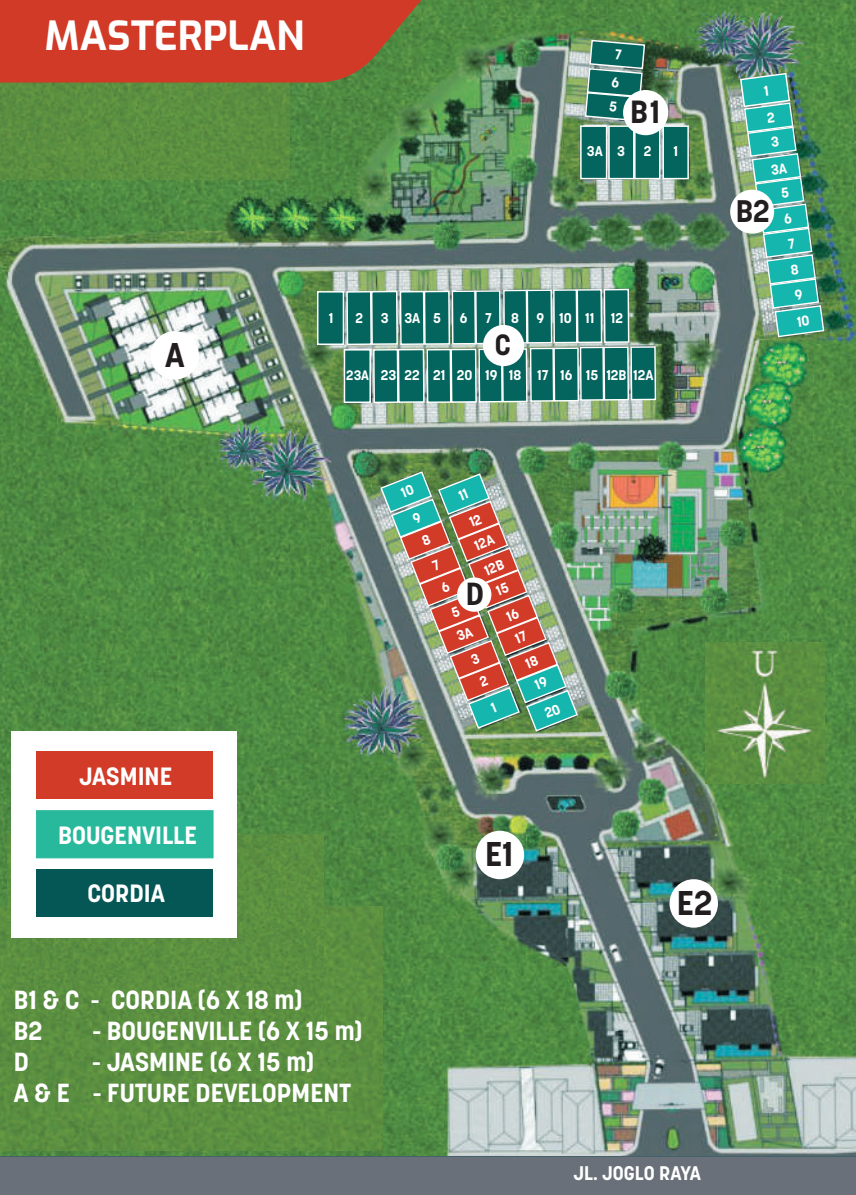 MASTERPLAN
7
6
5
B1
3A 3 2 1
1
2
3
3A
5
B2
6
7
8
9
10
A
1 2 3 3A 5 6 7 8 9 10 11 12
C
23A 23 22 21 20 19 18 17 16 15 12B 12A
10 11
9 12
8 12A
7 12B
6 15
D
5 16
3A 17
3 18
2 19
1 20
U
JASMINE
BOUGENVILLE
CORDIA
E1
E2
B1 & C - CORDIA (6 X 18 m)
B2 - BOUGENVILLE (6 X 15 m)
D - JASMINE (6 X 15 m)
A & E - FUTURE DEVELOPMENT
JL. JOGLO RAYA